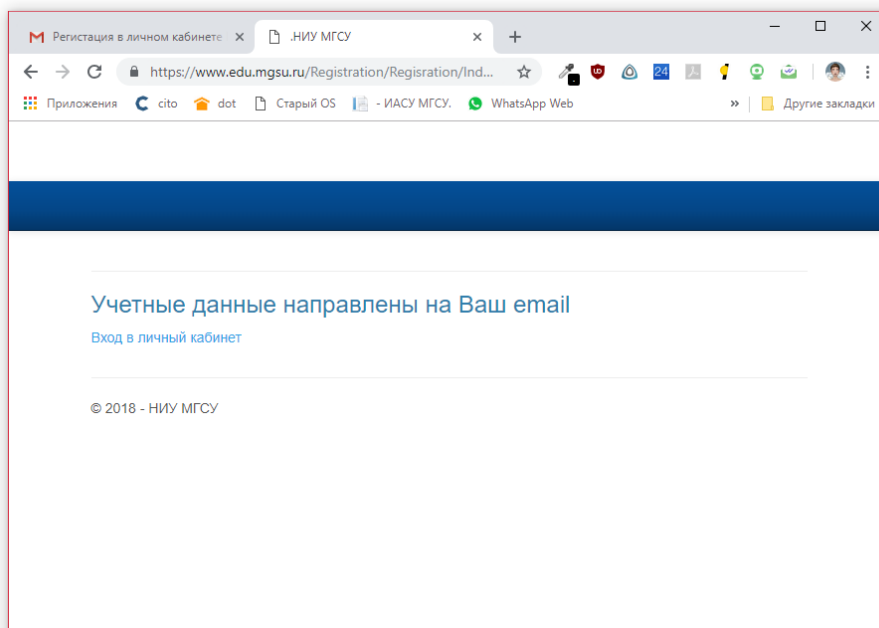 Регистация в личном кабинете
.НИУ МГСУ
https://www.edu.mgsu.ru/Registration/Regisration/Ind...
24
Приложения
cito
dot
Старый OS
- ИАСУ МГСУ.
WhatsApp Web
»
Другие закладки
Учетные данные направлены на Ваш email
Вход в личный кабинет
© 2018 - НИУ МГСУ